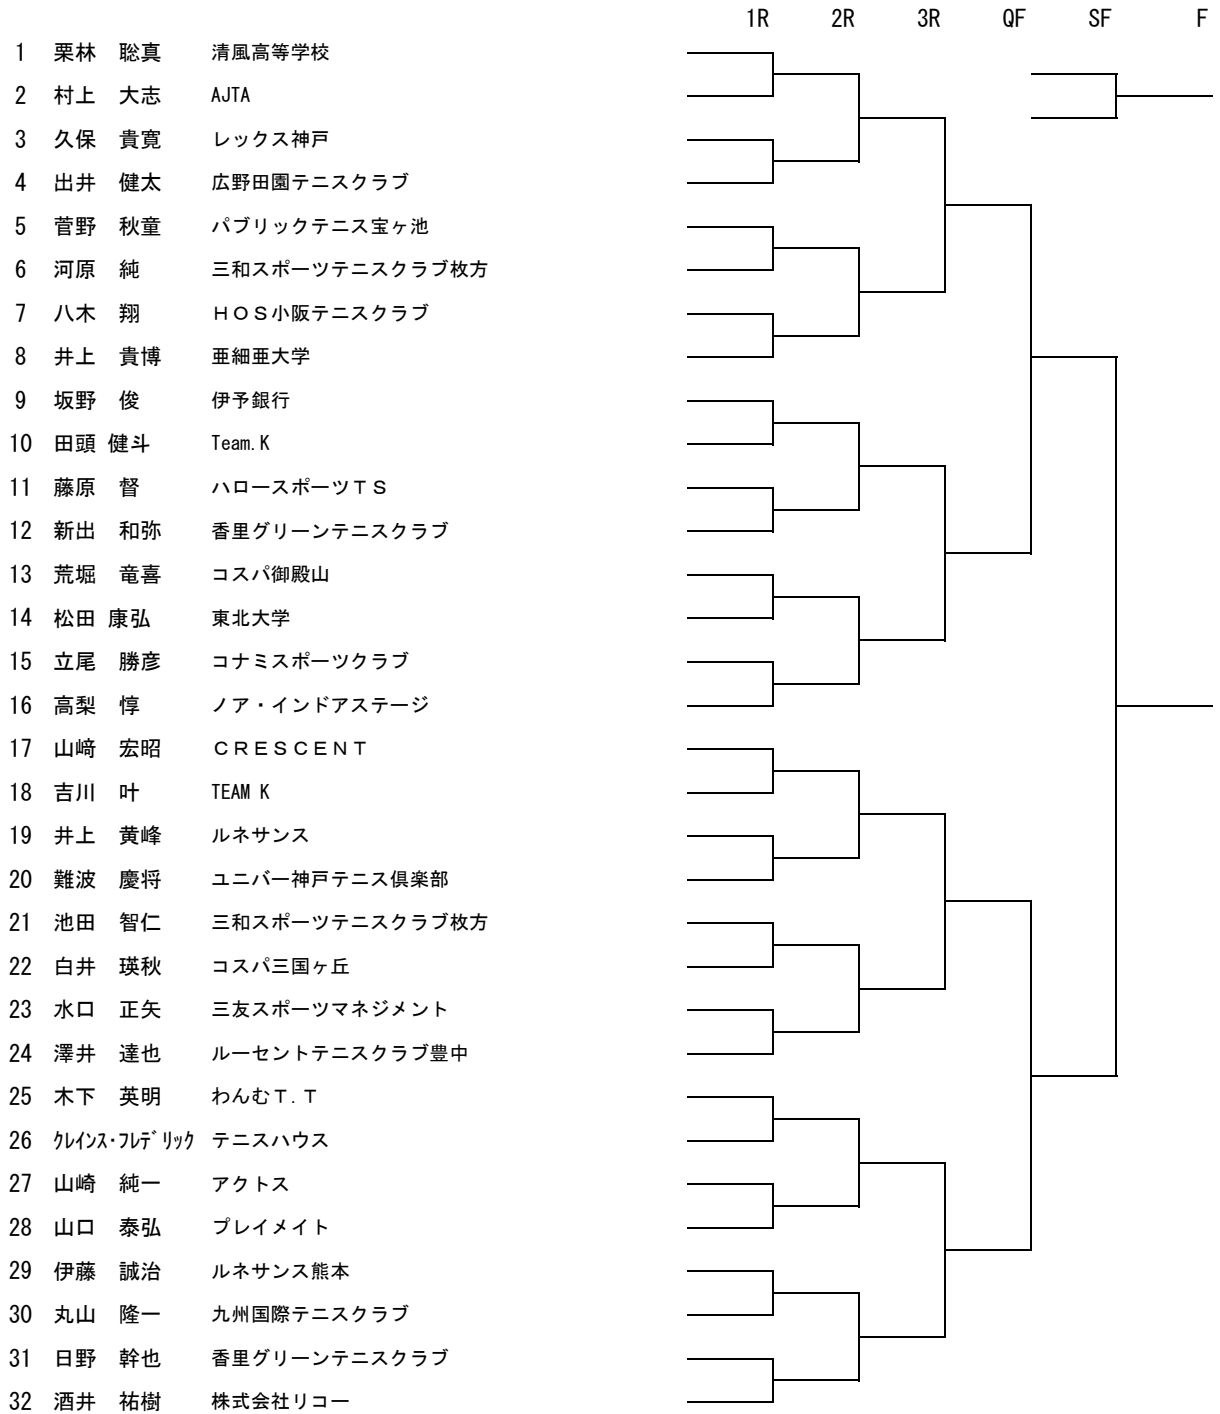 1R 2R 3R QF SF F
1 栗林　聡真 清風高等学校
2 村上　大志 AJTA
3 久保　貴寛 レックス神戸
4 出井　健太 広野田園テニスクラブ
5 菅野　秋童 パブリックテニス宝ヶ池
6 河原　純 三和スポーツテニスクラブ枚方
7 八木　翔 ＨＯＳ小阪テニスクラブ
8 井上　貴博 亜細亜大学
9 坂野　俊 伊予銀行
10 田頭 健斗 Team.K
11 藤原　督 ハロースポーツＴＳ
12 新出　和弥 香里グリーンテニスクラブ
13 荒堀　竜喜 コスパ御殿山
14 松田 康弘 東北大学
15 立尾　勝彦 コナミスポーツクラブ
16 高梨　惇 ノア・インドアステージ
17 山﨑　宏昭 ＣＲＥＳＣＥＮＴ
18 吉川　叶 TEAM K
19 井上　黄峰 ルネサンス
20 難波　慶将 ユニバー神戸テニス倶楽部
21 池田　智仁 三和スポーツテニスクラブ枚方
22 白井　瑛秋 コスパ三国ヶ丘
23 水口　正矢 三友スポーツマネジメント
24 澤井　達也 ルーセントテニスクラブ豊中
25 木下　英明 わんむＴ.Ｔ
26 ｸﾚｲﾝｽ･ﾌﾚﾃﾞﾘｯｸ テニスハウス
27 山崎　純一 アクトス
28 山口　泰弘 プレイメイト
29 伊藤　誠治 ルネサンス熊本
30 丸山　隆一 九州国際テニスクラブ
31 日野　幹也 香里グリーンテニスクラブ
32 酒井　祐樹 株式会社リコー